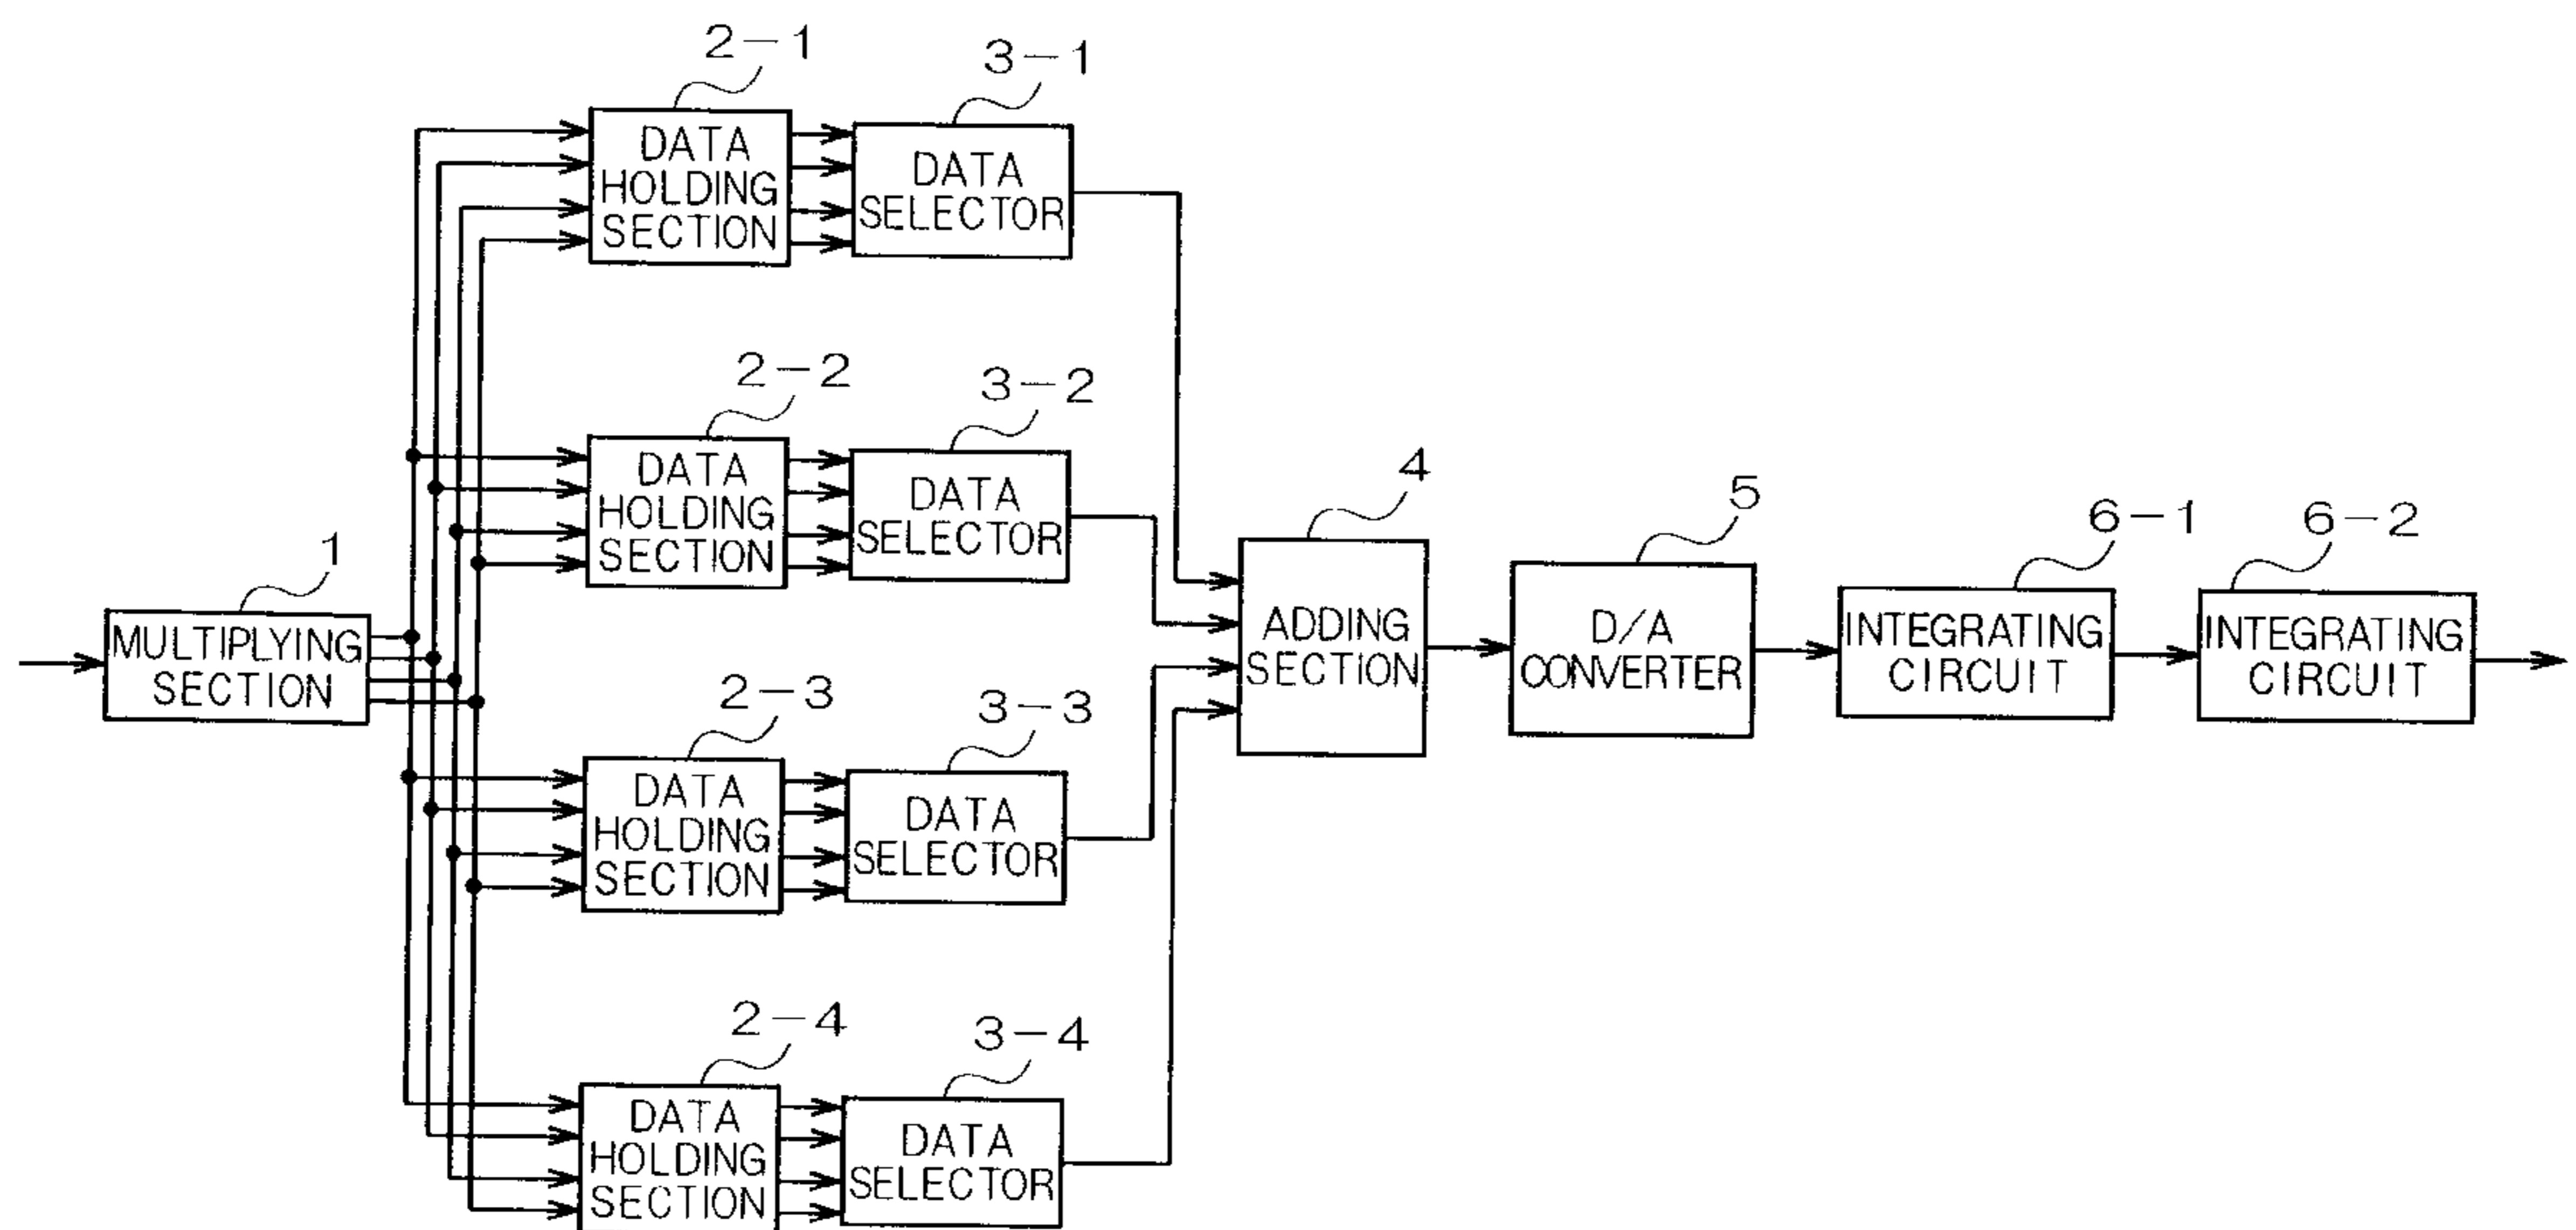 2-1
3-1
DATA
HOLDING
SECTION
DATA
SELECTOR
2-2
3-2
DATA
HOLDING
SECTION
DATA
SELECTOR
1
MULTIPLYING
SECTION
4
ADDING
SECTION
5
D/A
CONVERTER
6-1
INTEGRATING
CIRCUIT
6-2
INTEGRATING
CIRCUIT
2-3
3-3
DATA
HOLDING
SECTION
DATA
SELECTOR
2-4
3-4
DATA
HOLDING
SECTION
DATA
SELECTOR